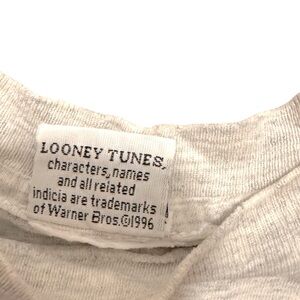 LOONEY TUNES,
characters, names
and all related
indicia are trademarks
of Warner Bros.©1996